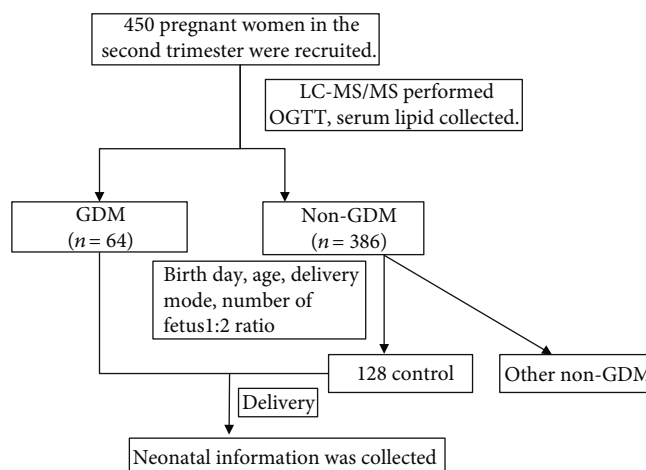 450 pregnant women in the
second trimester were recruited.
LC-MS/MS performed
OGTT, serum lipid collected.
GDM
(n = 64)
Non-GDM
(n = 386)
Birth day, age, delivery
mode, number of
fetus1:2 ratio
128 control
Other non-GDM
Delivery
Neonatal information was collected